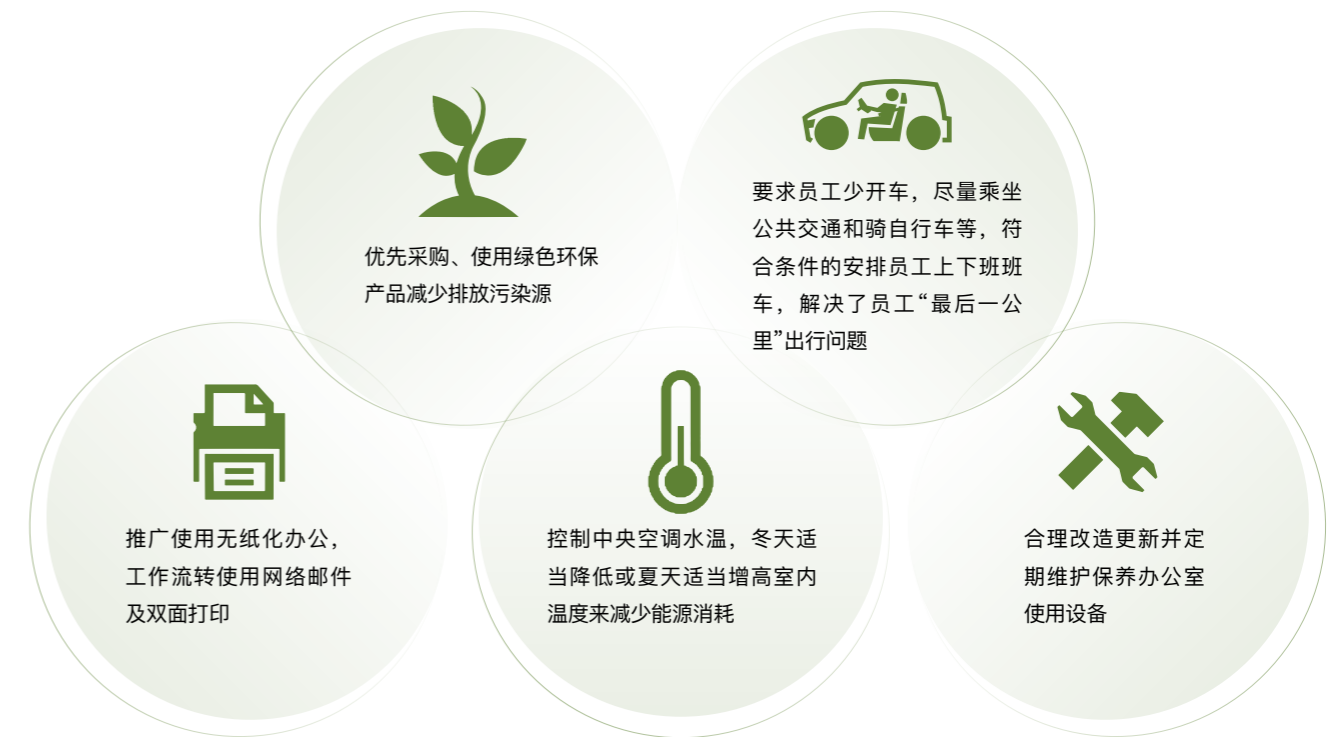 优先采购、使用绿色环保
产品减少排放污染源
要求员工少开车，尽量乘坐
公共交通和骑自行车等，符
合条件的安排员工上下班班
车，解决了员工“最后一公
里”出行问题
推广使用无纸化办公，
工作流转使用网络邮件
及双面打印
控制中央空调水温，冬天适
当降低或夏天适当增高室内
温度来减少能源消耗
合理改造更新并定
期维护保养办公室
使用设备